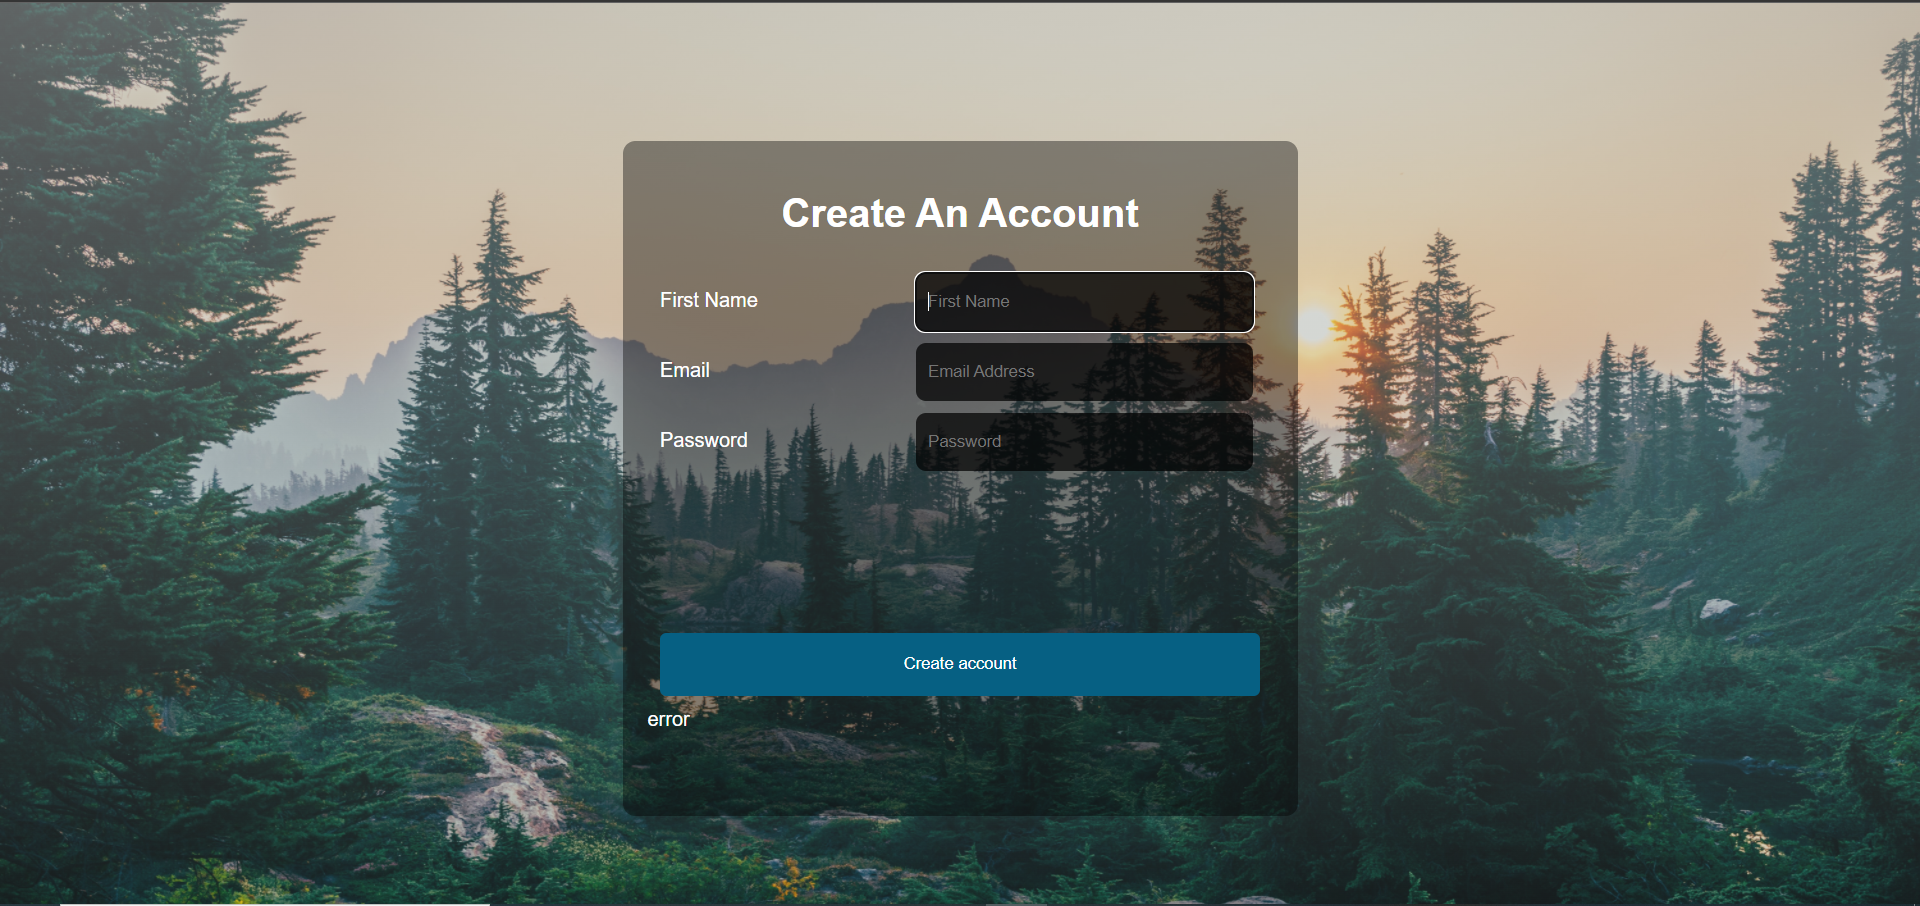 Create An Account
First Name
First Name
Email
Email Address
Password
Password
Create account
error